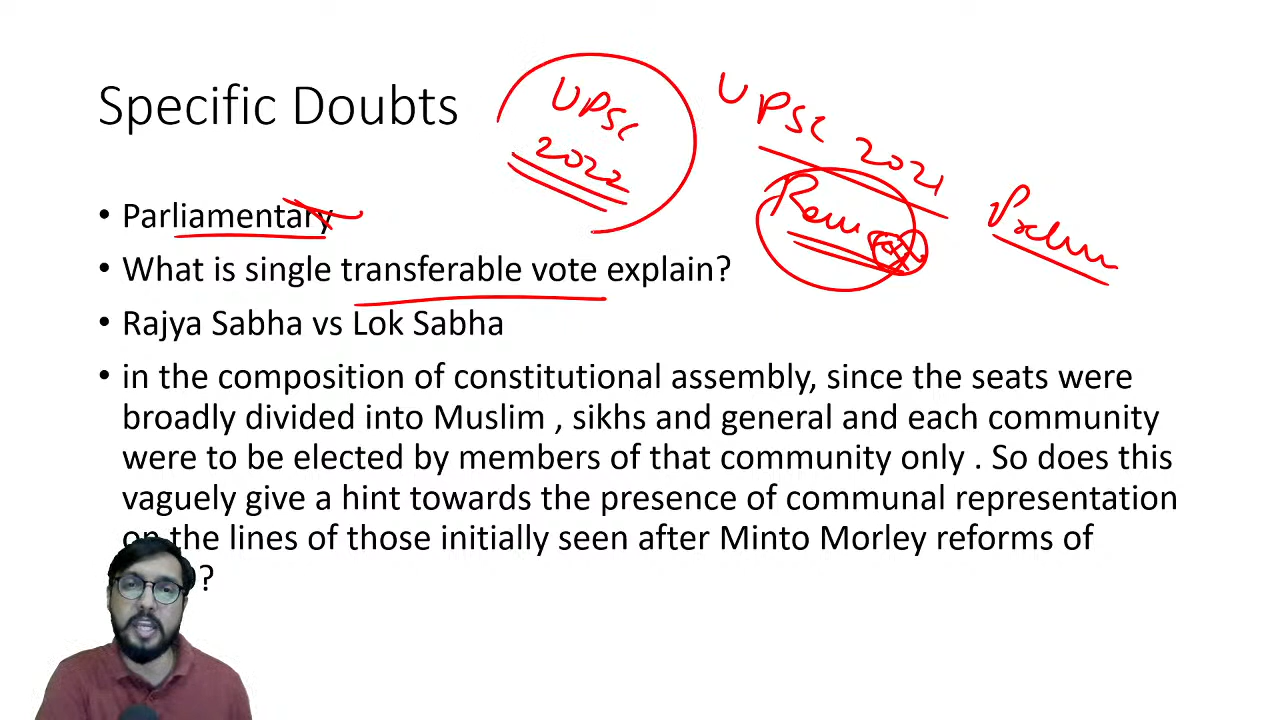 Specific Doubts
UPSC
2022
UPSC 2021
• Parliamentary
• What is single transferable vote explain?
• Rajya Sabha vs Lok Sabha
• in the composition of constitutional assembly, since the seats were
broadly divided into Muslim , sikhs and general and each community
were to be elected by members of that community only . So does this
vaguely give a hint towards the presence of communal representation
on the lines of those initially seen after Minto Morley reforms of
?